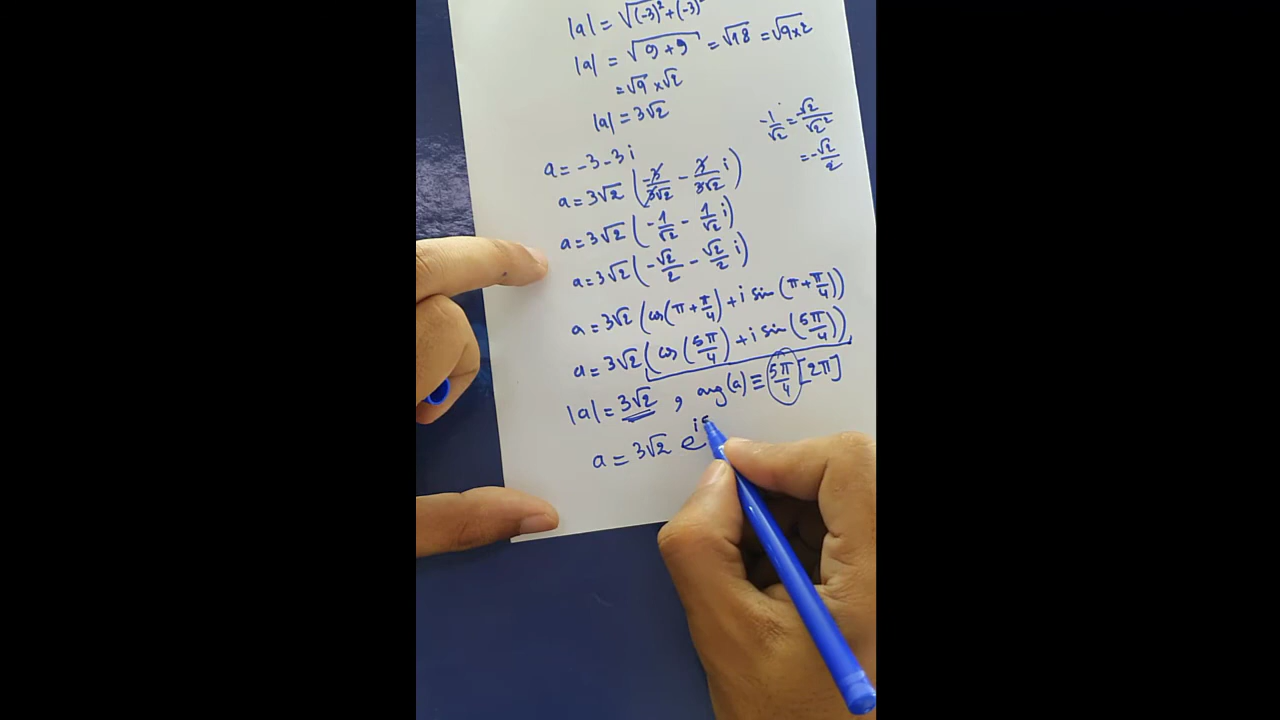 |a| = √(-3)²+(-3)²
|a| = √9+9 = √18 = √9×2
= √9 × √2
|a| = 3√2
-1/√2 = -√2/√2²
= -√2/2
a = -3-3i
a = 3√2 (-3/3√2 - 3/3√2 i)
a = 3√2 (-1/√2 - 1/√2 i)
a = 3√2 (-√2/2 - √2/2 i)
a = 3√2 (cos(π+π/4) + i sin(π+π/4))
a = 3√2 (cos(5π/4) + i sin(5π/4))
|a| = 3√2 , arg(a) ≡ 5π/4 [2π]
a = 3√2 e^i